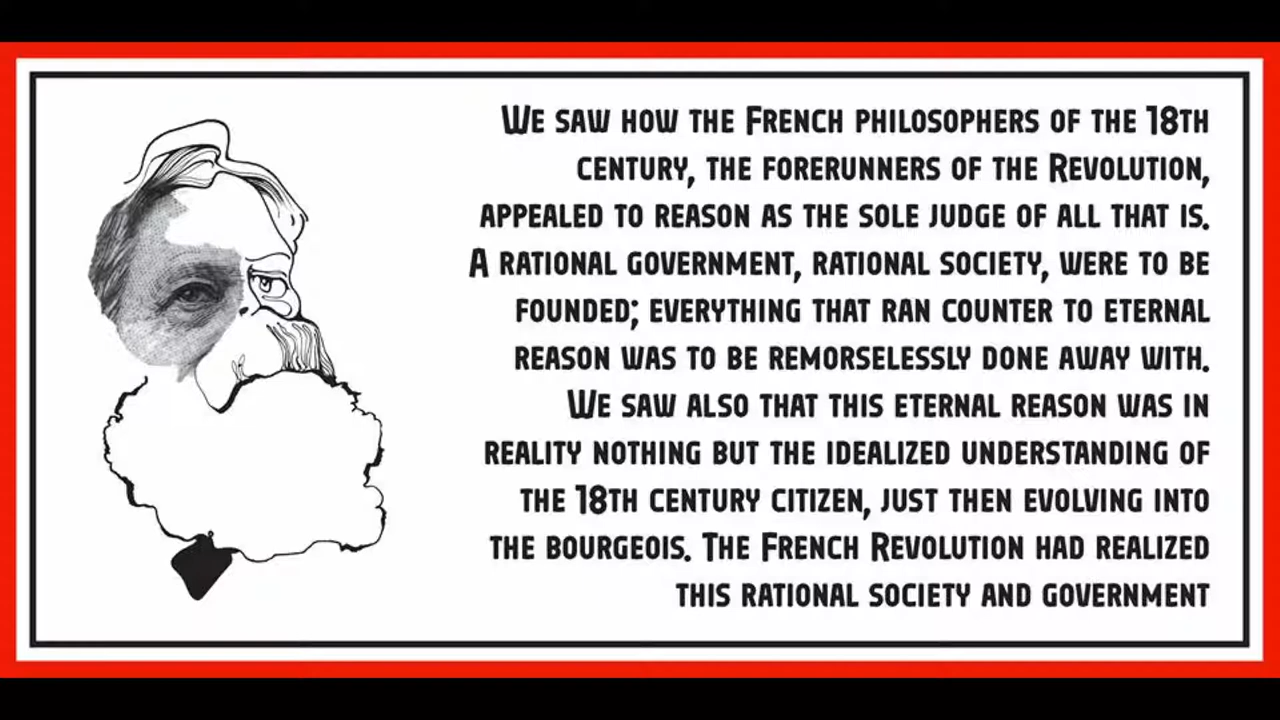 We saw how the French philosophers of the 18th
century, the forerunners of the Revolution,
appealed to reason as the sole judge of all that is.
A rational government, rational society, were to be
founded; everything that ran counter to eternal
reason was to be remorselessly done away with.
We saw also that this eternal reason was in
reality nothing but the idealized understanding of
the 18th century citizen, just then evolving into
the bourgeois. The French Revolution had realized
this rational society and government